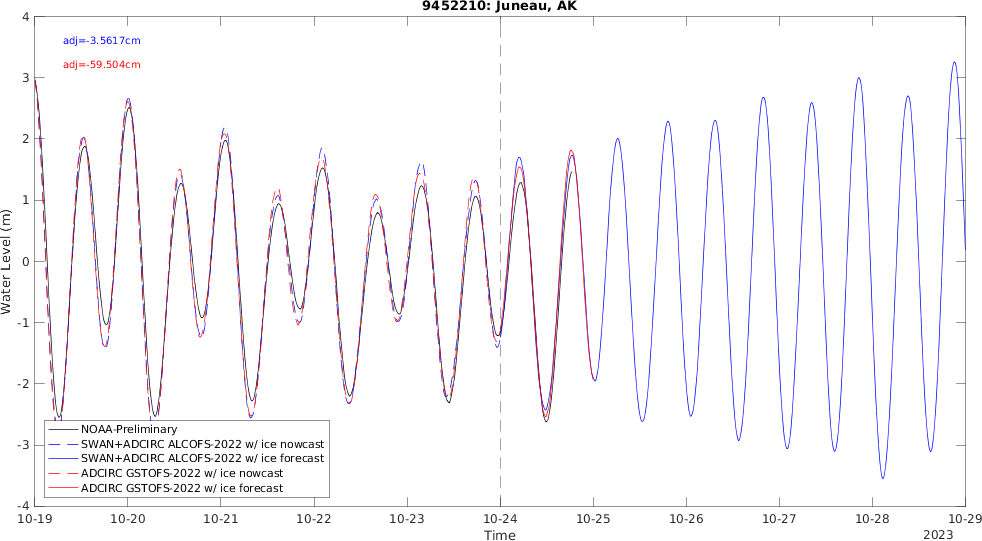 9452210: Juneau, AK
adj=-3.5617cm
adj=-59.504cm
Water Level (m)
4
3
2
1
0
-1
-2
-3
-4
NOAA-Preliminary
SWAN+ADCIRC ALCOFS-2022 w/ ice nowcast
SWAN+ADCIRC ALCOFS-2022 w/ ice forecast
ADCIRC GSTOFS-2022 w/ ice nowcast
ADCIRC GSTOFS-2022 w/ ice forecast
10-19 10-20 10-21 10-22 10-23 10-24 10-25 10-26 10-27 10-28 10-29
Time
2023